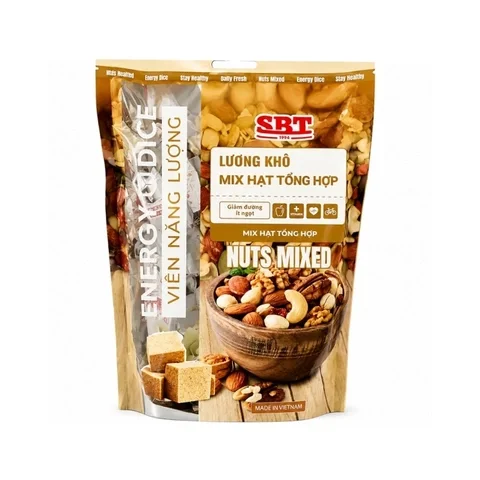 Nuts Mixed Energy Dice Stay Healthy Daily Fresh Nuts Mixed Energy Dice Stay Healthy
SBT
1994
LƯƠNG KHÔ
MIX HẠT TỔNG HỢP
Giảm đường
ít ngọt
MIX HẠT TỔNG HỢP
NUTS MIXED
ENERGY DICE
VIÊN NĂNG LƯỢNG
MADE IN VIETNAM